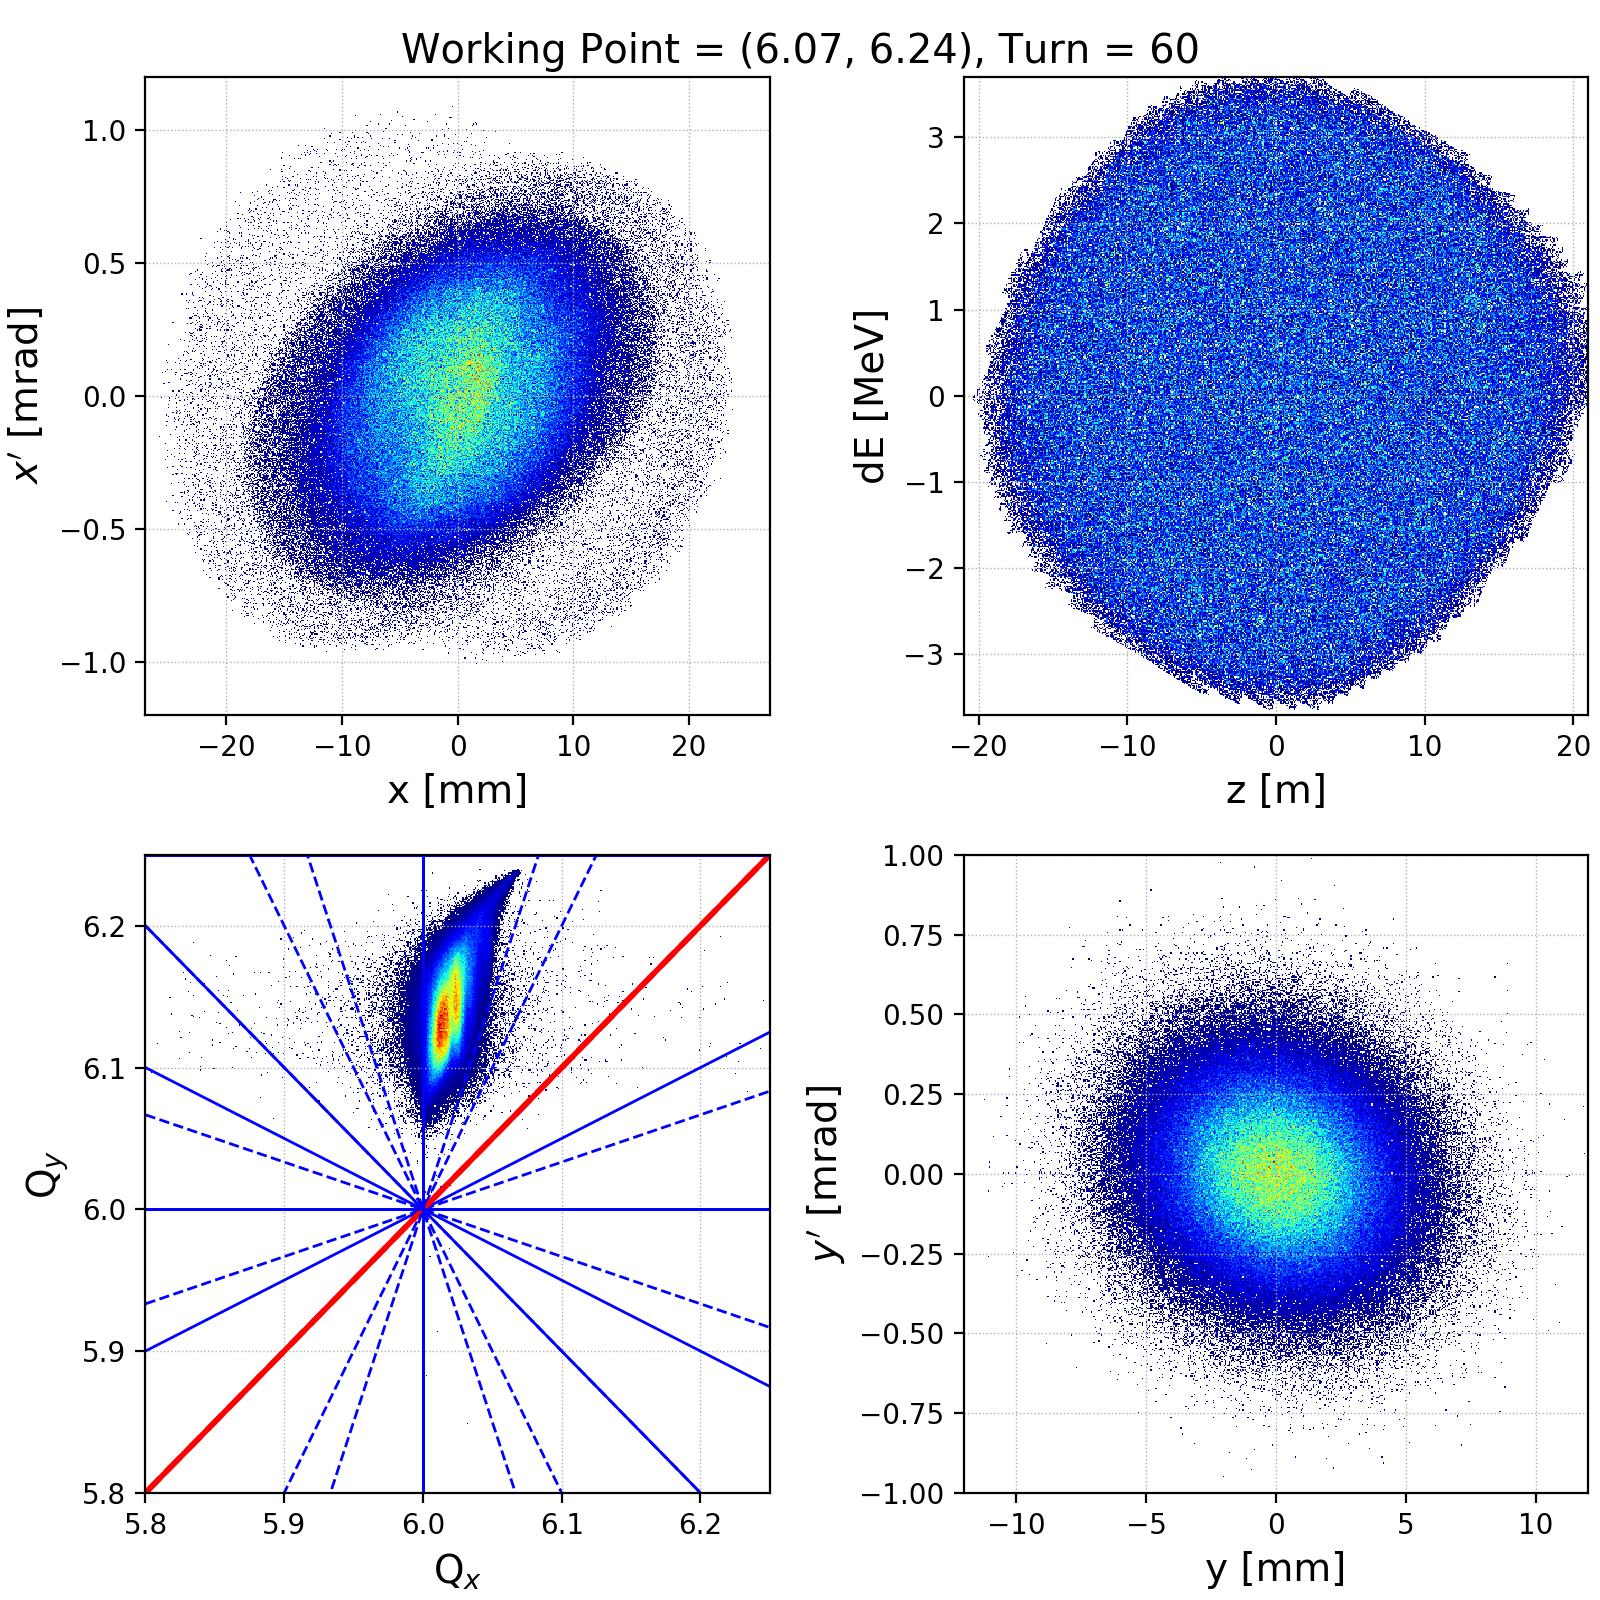 Working Point = (6.07, 6.24), Turn = 60
1.0
0.5
0.0
−0.5
−1.0
x′ [mrad]
−20 −10 0 10 20
x [mm]
3
2
1
0
−1
−2
−3
dE [MeV]
−20 −10 0 10 20
z [m]
6.2
6.1
6.0
5.9
5.8
Qy
5.8 5.9 6.0 6.1 6.2
Qx
1.00
0.75
0.50
0.25
0.00
−0.25
−0.50
−0.75
−1.00
y′ [mrad]
−10 −5 0 5 10
y [mm]